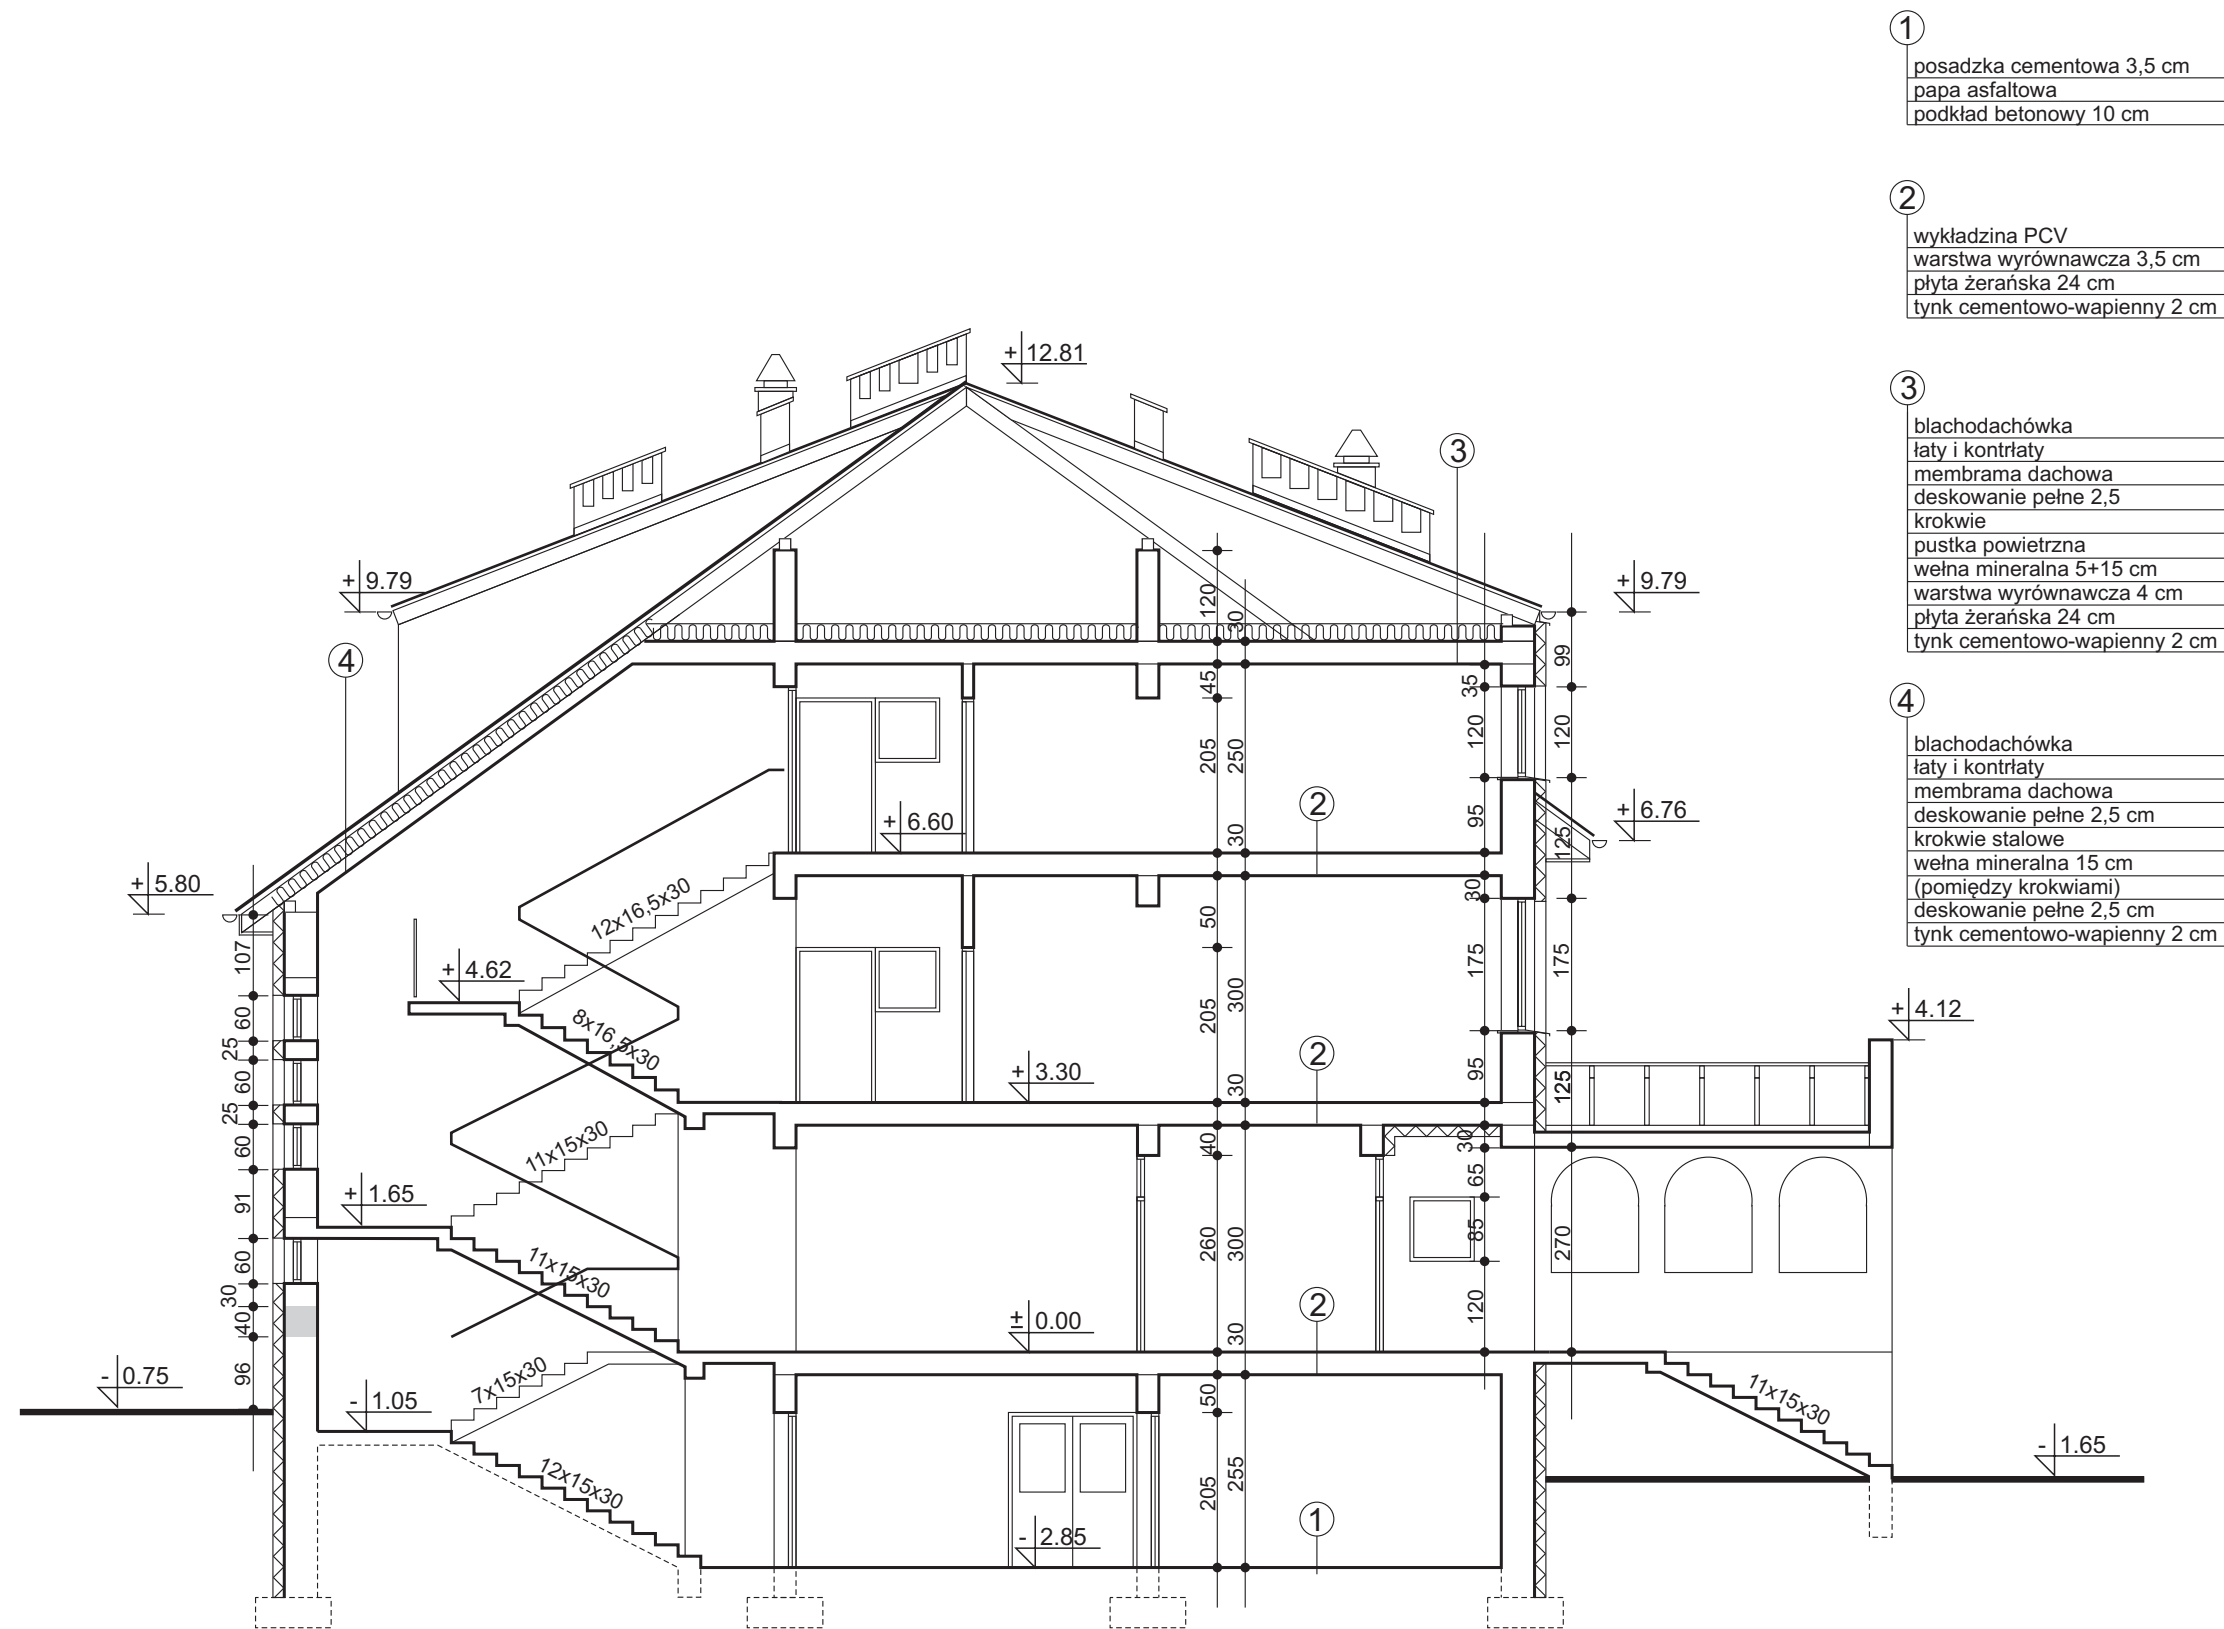 1
posadzka cementowa 3,5 cm
papa asfaltowa
podkład betonowy 10 cm
2
wykładzina PCV
warstwa wyrównawcza 3,5 cm
płyta żerańska 24 cm
tynk cementowo-wapienny 2 cm
3
blachodachówka
łaty i kontrłaty
membrama dachowa
deskowanie pełne 2,5
krokwie
pustka powietrzna
wełna mineralna 5+15 cm
warstwa wyrównawcza 4 cm
płyta żerańska 24 cm
tynk cementowo-wapienny 2 cm
4
blachodachówka
łaty i kontrłaty
membrama dachowa
deskowanie pełne 2,5 cm
krokwie stalowe
wełna mineralna 15 cm
(pomiędzy krokwiami)
deskowanie pełne 2,5 cm
tynk cementowo-wapienny 2 cm
+ 12.81
3
+ 9.79
+ 9.79
4
+ 5.80
+ 6.60
2
+ 6.76
+ 4.62
12x16,5x30
8x16,5x30
+ 3.30
2
+ 4.12
11x15x30
+ 1.65
11x15x30
± 0.00
2
- 0.75
- 1.05
7x15x30
12x15x30
11x15x30
- 1.65
- 2.85
1
107
60
25
60
25
60
91
60
30
40
96
120
45
205
50
205
40
260
50
205
30
250
30
300
30
300
30
255
35
120
95
30
175
95
30
65
85
120
99
120
125
175
125
270